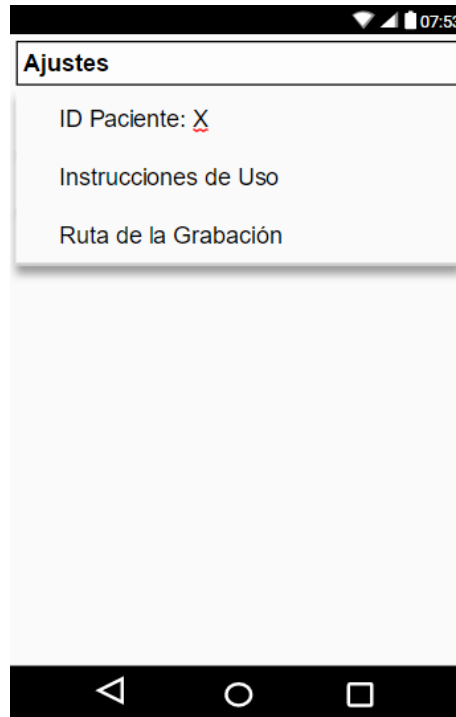 07:53
Ajustes
ID Paciente: X
Instrucciones de Uso
Ruta de la Grabación